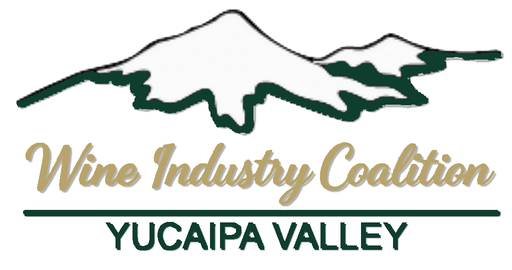 Wine Industry Coalition
YUCAIPA VALLEY